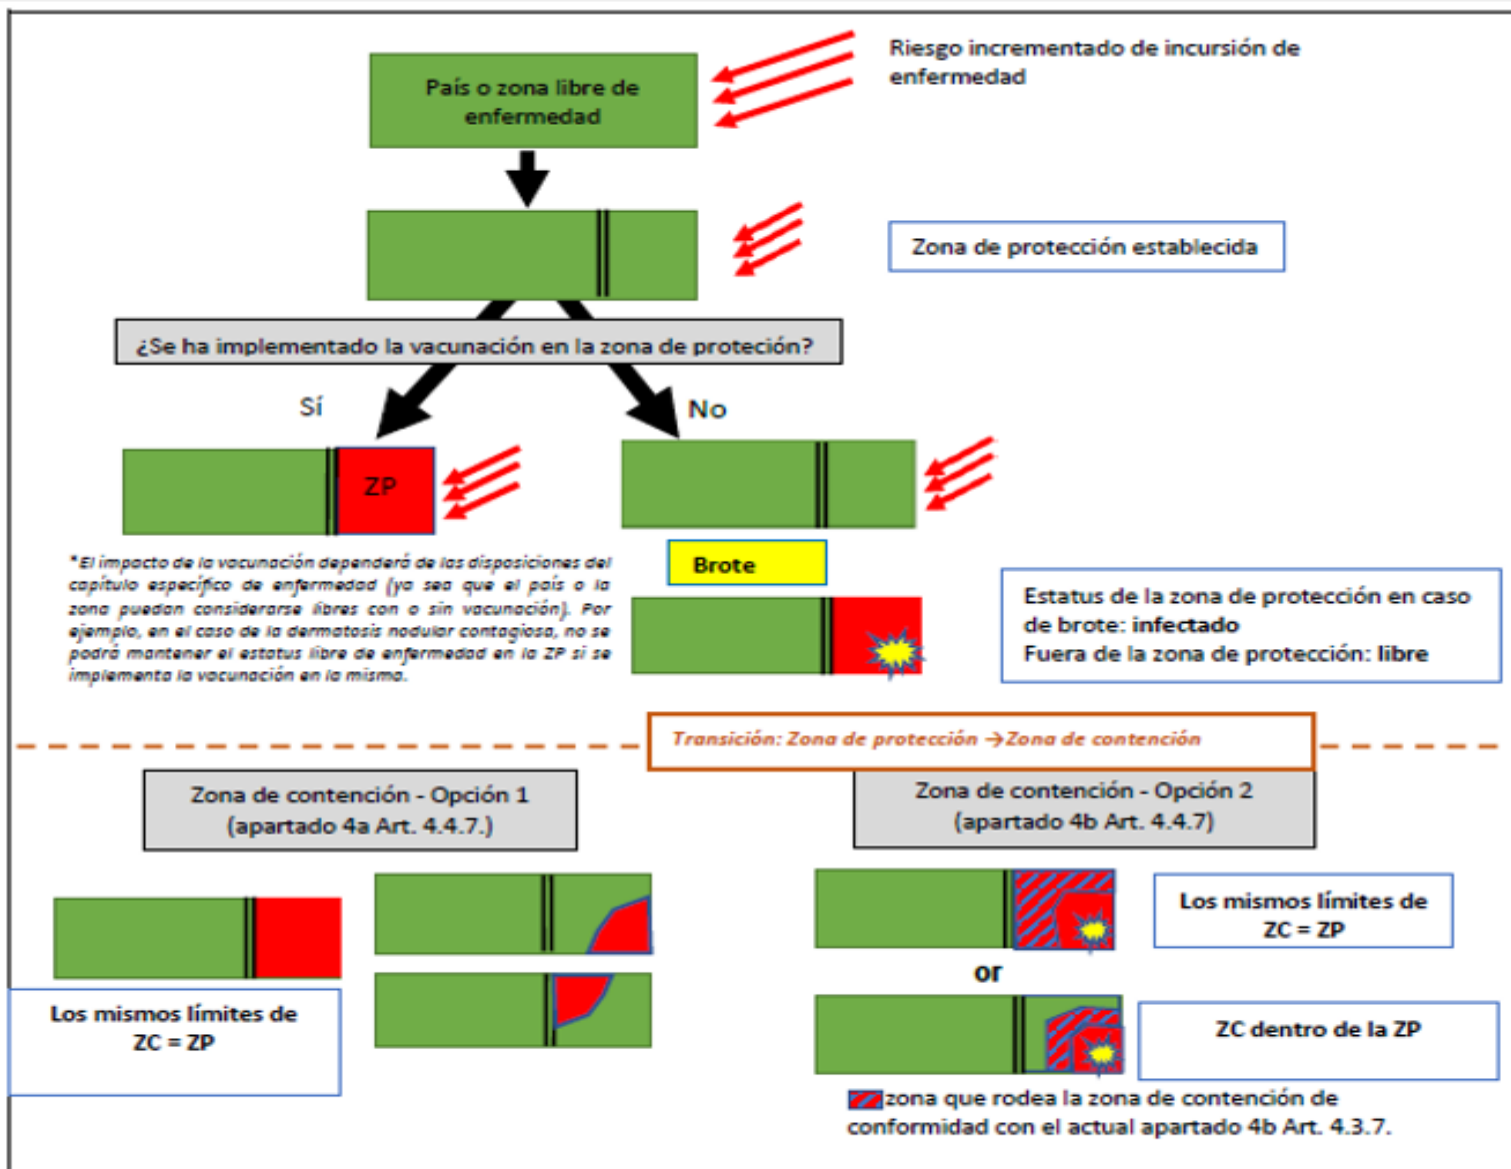 Riesgo incrementado de incursión de
enfermedad
País o zona libre de
enfermedad
Zona de protección establecida
¿Se ha implementado la vacunación en la zona de proteción?
Sí
No
ZP
*El impacto de la vacunación dependerá de las disposiciones del
capítulo específico de enfermedad (ya sea que el país o la
zona puedan considerarse libres con o sin vacunación). Por
ejemplo, en el caso de la dermatosis nodular contagiosa, no se
podrá mantener el estatus libre de enfermedad en la ZP si se
implementa la vacunación en la misma.
Brote
Estatus de la zona de protección en caso
de brote: infectado
Fuera de la zona de protección: libre
Transición: Zona de protección →Zona de contención
Zona de contención - Opción 1
(apartado 4a Art. 4.4.7.)
Zona de contención - Opción 2
(apartado 4b Art. 4.4.7)
Los mismos límites de
ZC = ZP
Los mismos límites de
ZC = ZP
or
ZC dentro de la ZP
zona que rodea la zona de contención de
conformidad con el actual apartado 4b Art. 4.3.7.